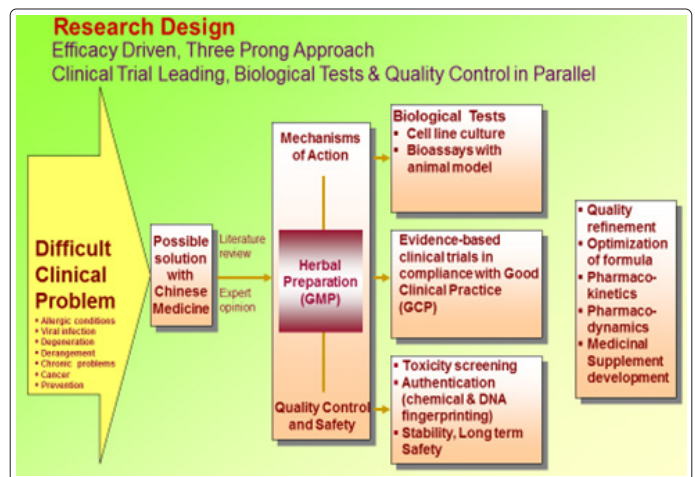 Research Design
Efficacy Driven, Three Prong Approach
Clinical Trial Leading, Biological Tests & Quality Control in Parallel
Difficult
Clinical
Problem
▪ Allergic conditions
▪ Viral infection
▪ Degeneration
▪ Derangement
▪ Chronic problems
▪ Cancer
▪ Prevention
Possible
solution
with
Chinese
Medicine
Literature
review
Expert
opinion
Mechanisms
of Action
Herbal
Preparation
(GMP)
Quality Control
and Safety
Biological Tests
▪ Cell line culture
▪ Bioassays with
animal model
Evidence-based
clinical trials in
compliance with Good
Clinical Practice
(GCP)
▪ Toxicity screening
▪ Authentication
(chemical & DNA
fingerprinting)
▪ Stability, Long term
Safety
▪ Quality
refinement
▪ Optimization
of formula
▪ Pharmaco-
kinetics
▪ Pharmaco-
dynamics
▪ Medicinal
Supplement
development